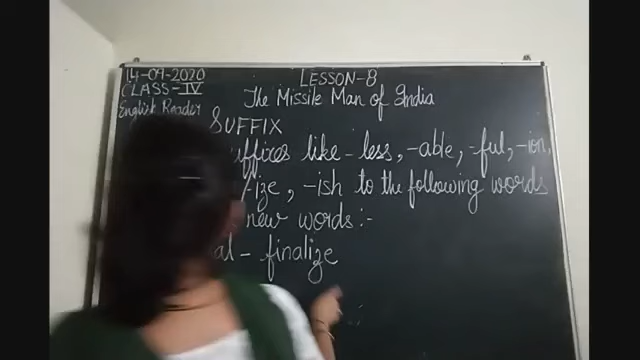 14-09-2020
CLASS-IV
English Reader
LESSON-8
The Missile Man of India
SUFFIX
suffixes like -less, -able, -ful, -ion,
-ize, -ish to the following words
new words:-
al - finalize